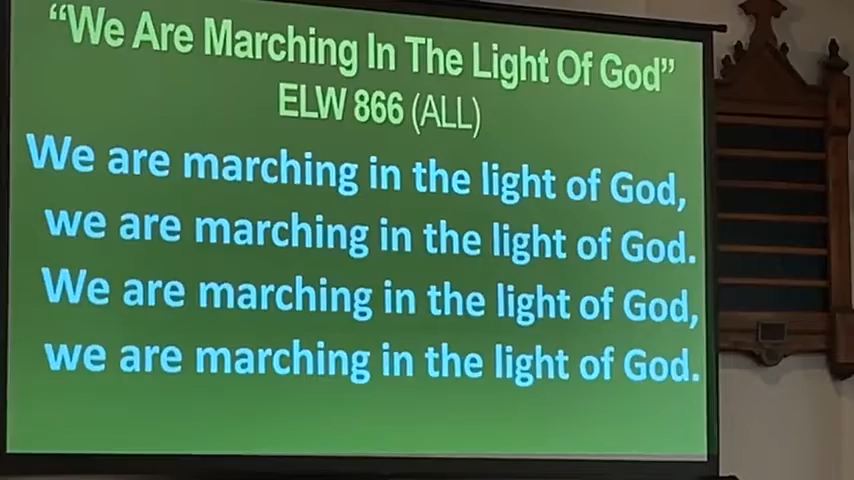 “We Are Marching In The Light Of God”
ELW 866 (ALL)
We are marching in the light of God,
we are marching in the light of God.
We are marching in the light of God,
we are marching in the light of God.